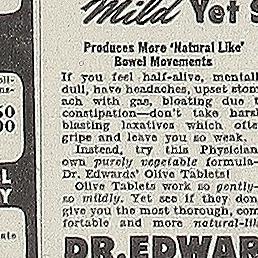 Mild Yet S
Produces More 'Natural Like'
Bowel Movements
If you feel half-alive, mentall
dull, have headaches, upset stom
ach with gas, bloating due t
constipation—don't take hars
blasting laxatives which ofte
gripe and leave you so weak.
Instead, try this Physician
own purely vegetable formula—
Dr. Edwards' Olive Tablets!
Olive Tablets work so gently—
so mildly. Yet see if they don
give you the most thorough, com
fortable and more natural-lik
DR.EDWAR